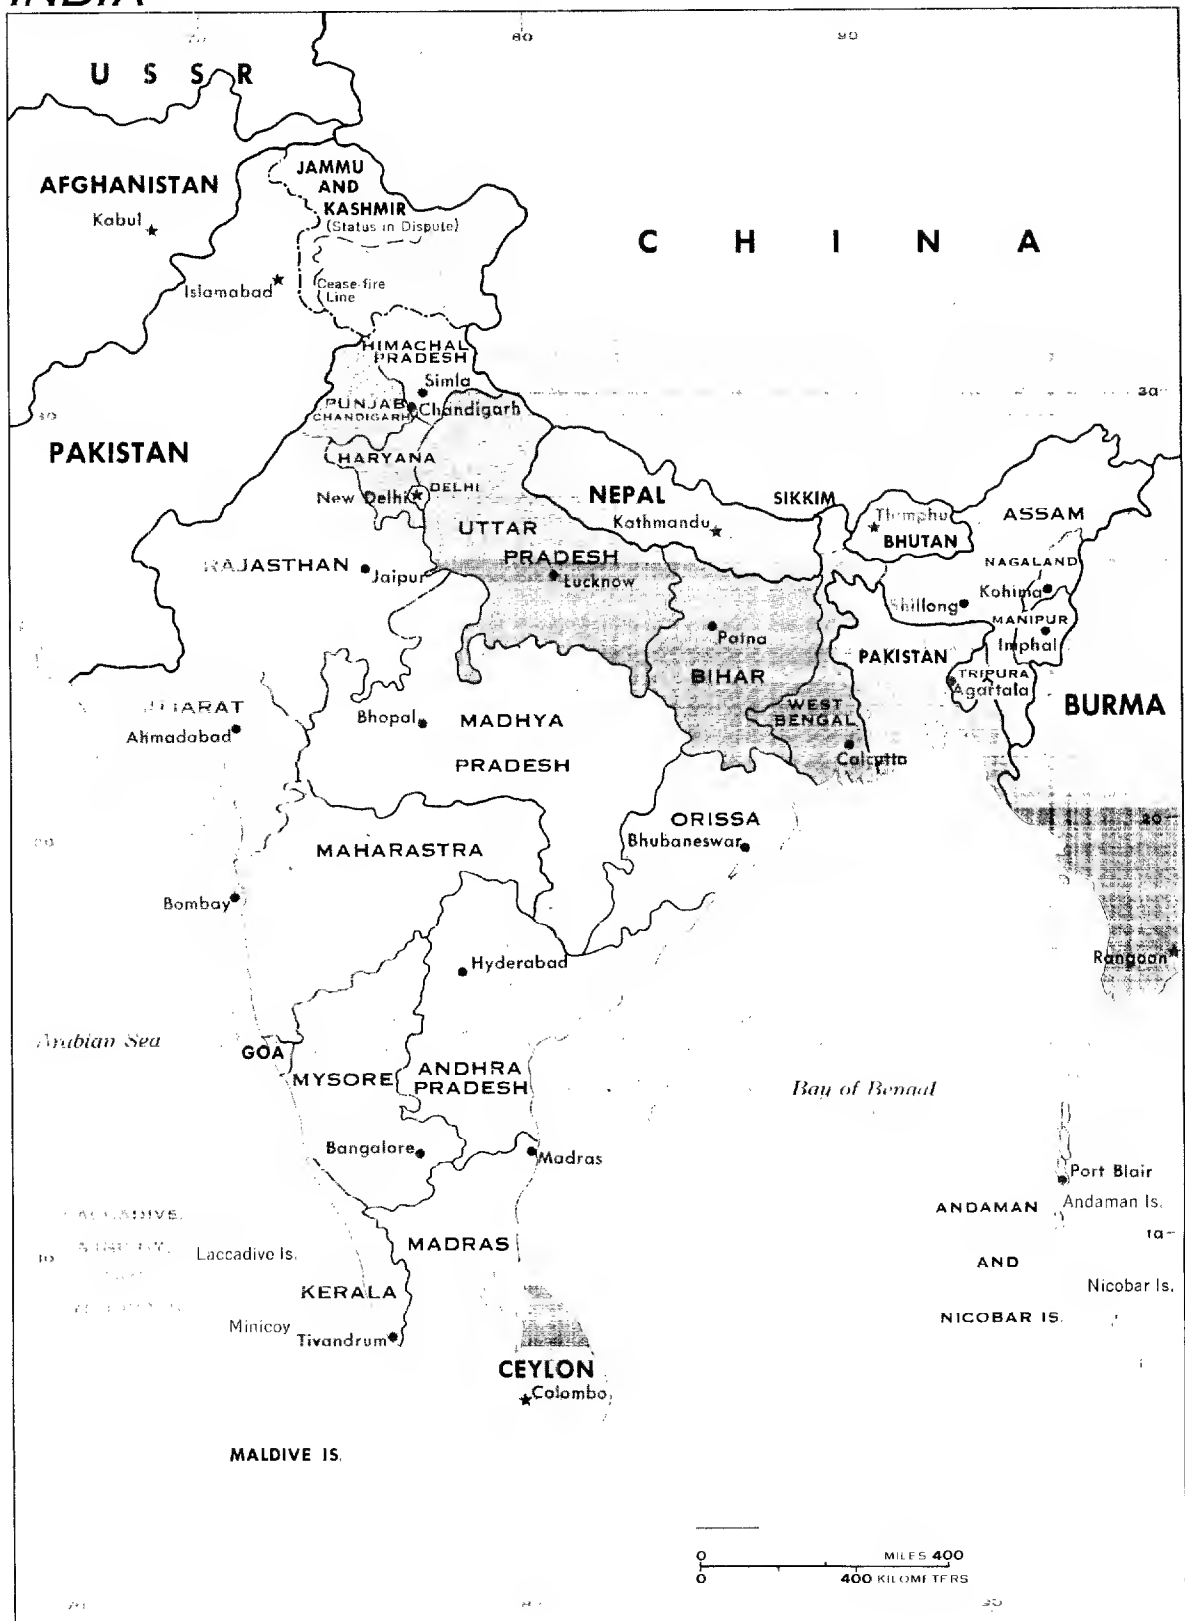 INDIA
80
90
USSR
JAMMU
AND
KASHMIR
(Status in Dispute)
AFGHANISTAN
Kabul
CHINA
Islamabad
Cease-fire
Line
HIMACHAL
PRADESH
Simla
30
PUNJAB
CHANDIGARH
Chandigarh
PAKISTAN
HARYANA
New Delhi
DELHI
NEPAL
Kathmandu
SIKKIM
Thimphu
BHUTAN
ASSAM
UTTAR
PRADESH
Lucknow
RAJASTHAN
Jaipur
NAGALAND
Kohima
Shillong
MANIPUR
Imphal
Patna
BIHAR
PAKISTAN
TRIPURA
Agartala
BURMA
Ahmadabad
Bhopal
MADHYA
PRADESH
WEST
BENGAL
Calcutta
ORISSA
Bhubaneswar
20
MAHARASTRA
Bombay
Hyderabad
Rangoon
Arabian Sea
GOA
MYSORE
ANDHRA
PRADESH
Bay of Bengal
Bangalore
Madras
Port Blair
ANDAMAN
Andaman Is.
AND
Nicobar Is.
NICOBAR IS.
Laccadive Is.
MADRAS
KERALA
Minicoy
Tivandrum
CEYLON
Colombo
MALDIVE IS.
0 MILES 400
0 400 KILOMETERS